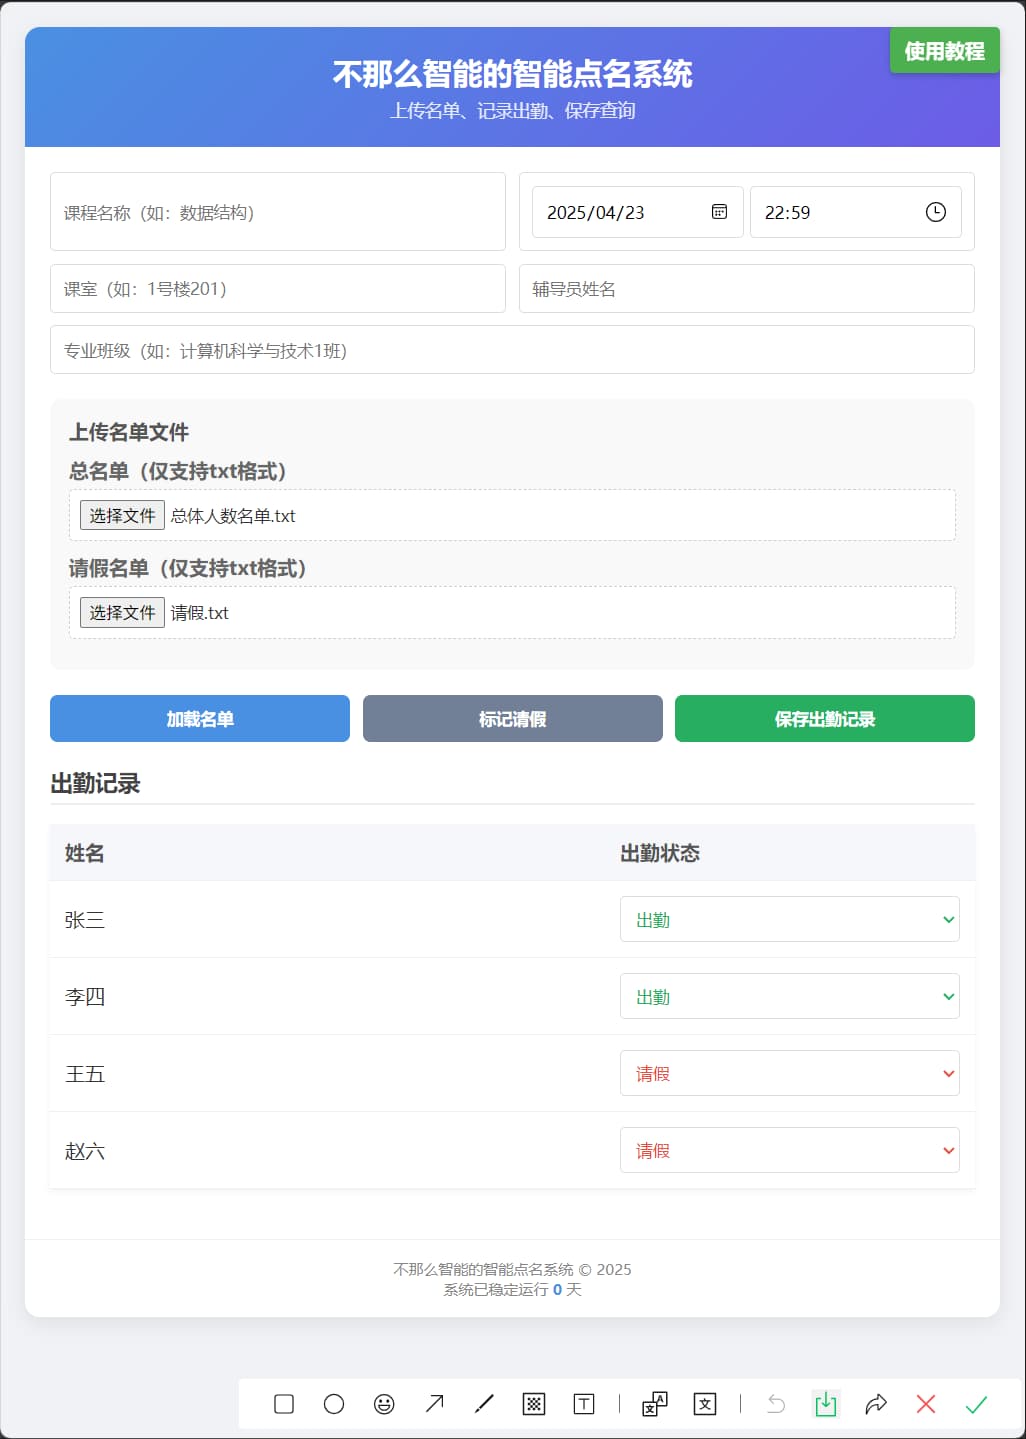 使用教程
不那么智能的智能点名系统
上传名单、记录出勤、保存查询
课程名称（如：数据结构）
2025/04/23
22:59
课室（如：1号楼201）
辅导员姓名
专业班级（如：计算机科学与技术1班）
上传名单文件
总名单（仅支持txt格式）
选择文件 总体人数名单.txt
请假名单（仅支持txt格式）
选择文件 请假.txt
加载名单
标记请假
保存出勤记录
出勤记录
姓名 出勤状态
张三 出勤
李四 出勤
王五 请假
赵六 请假
不那么智能的智能点名系统 © 2025
系统已稳定运行 0 天
T
文 A
文